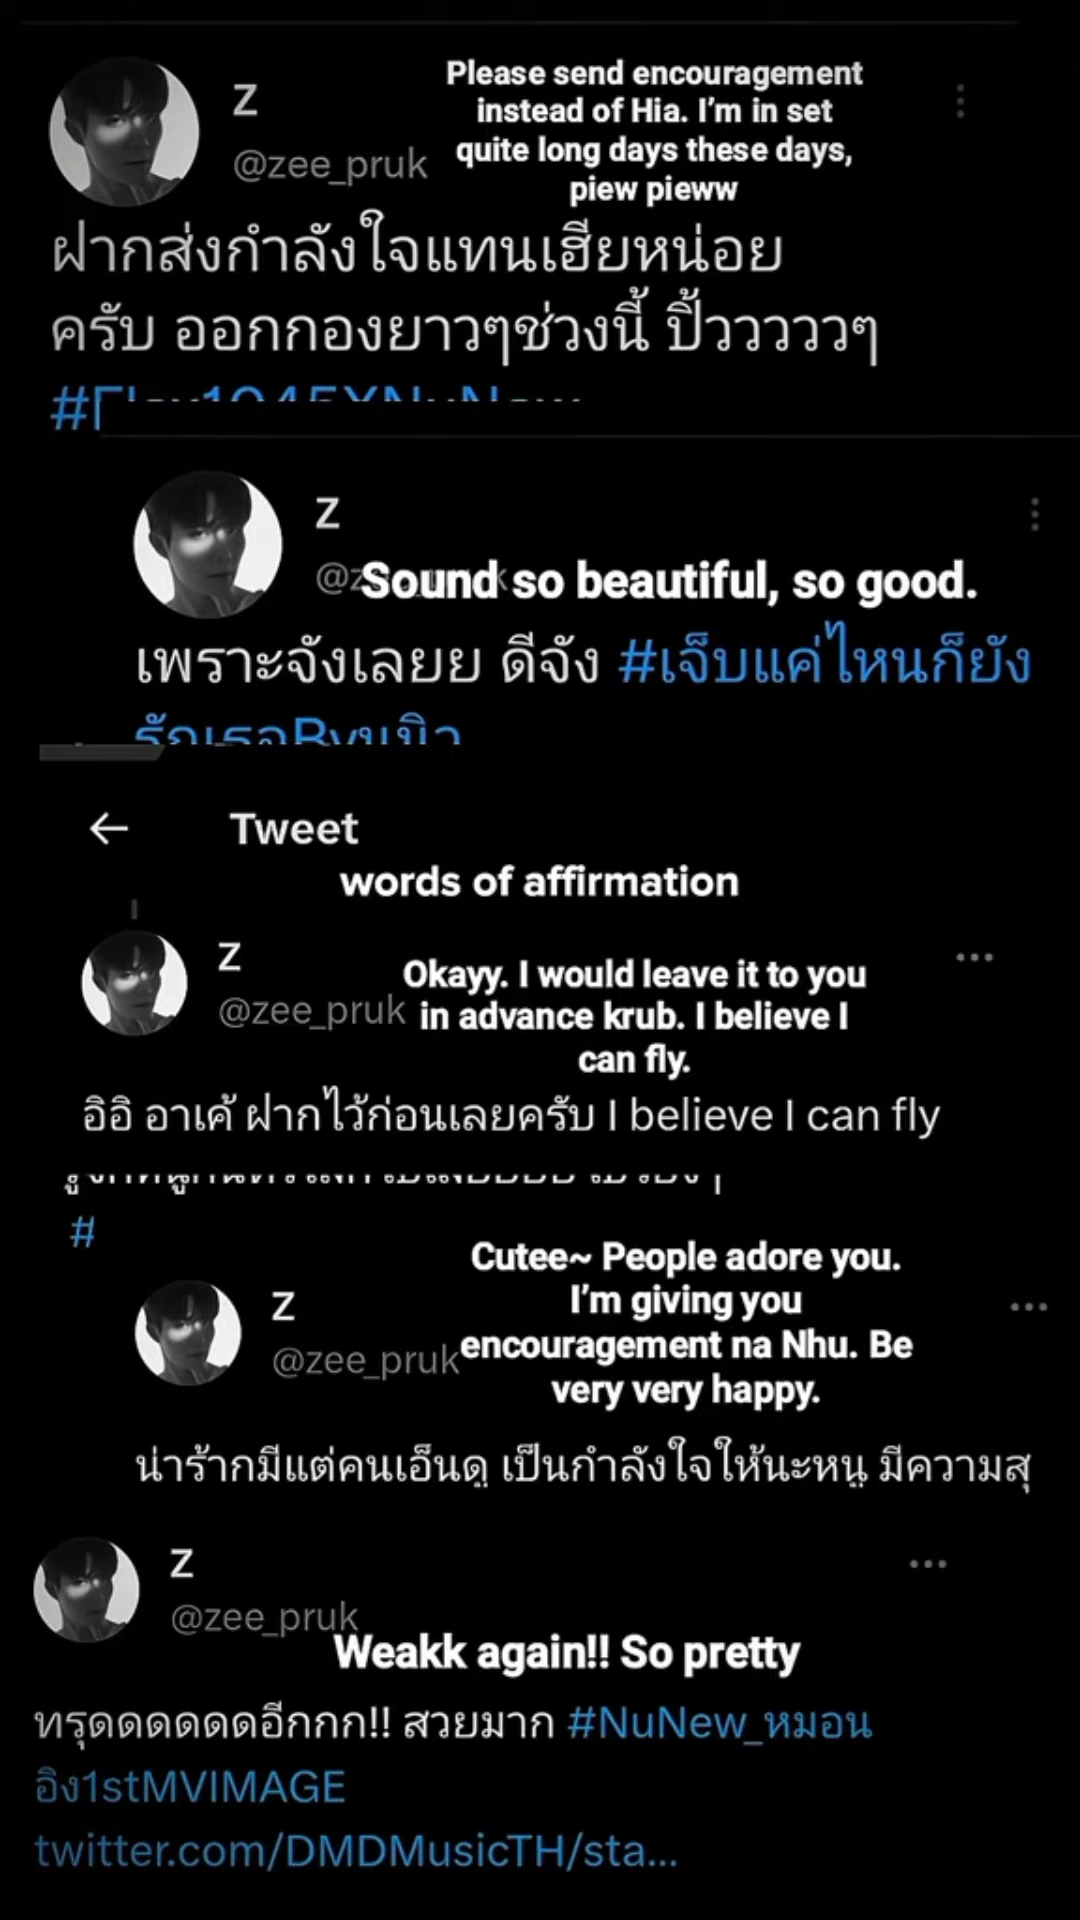 Z
@zee_pruk
Please send encouragement
instead of Hia. I'm in set
quite long days these days,
piew pieww
ฝากส่งกำลังใจแทนเฮียหน่อย
ครับ ออกกองยาวๆช่วงนี้ ปิ้วววววๆ
Z
Sound so beautiful, so good.
เพราะจังเลยย ดีจัง #เจ็บแค่ไหนก็ยัง
รักเธอByนุนิว
Tweet
words of affirmation
Z
@zee_pruk
Okayy. I would leave it to you
in advance krub. I believe I
can fly.
อิอิ อาเค้ ฝากไว้ก่อนเลยครับ I believe I can fly
#
Z
@zee_pruk
Cutee~ People adore you.
I'm giving you
encouragement na Nhu. Be
very very happy.
น่าร้ากมีแต่คนเอ็นดู เป็นกำลังใจให้นะหนู มีความสุ
Z
@zee_pruk
Weakk again!! So pretty
ทรุดดดดดดอีกกก!! สวยมาก #NuNew_หมอน
อิง1stMVIMAGE
twitter.com/DMDMusicTH/sta...